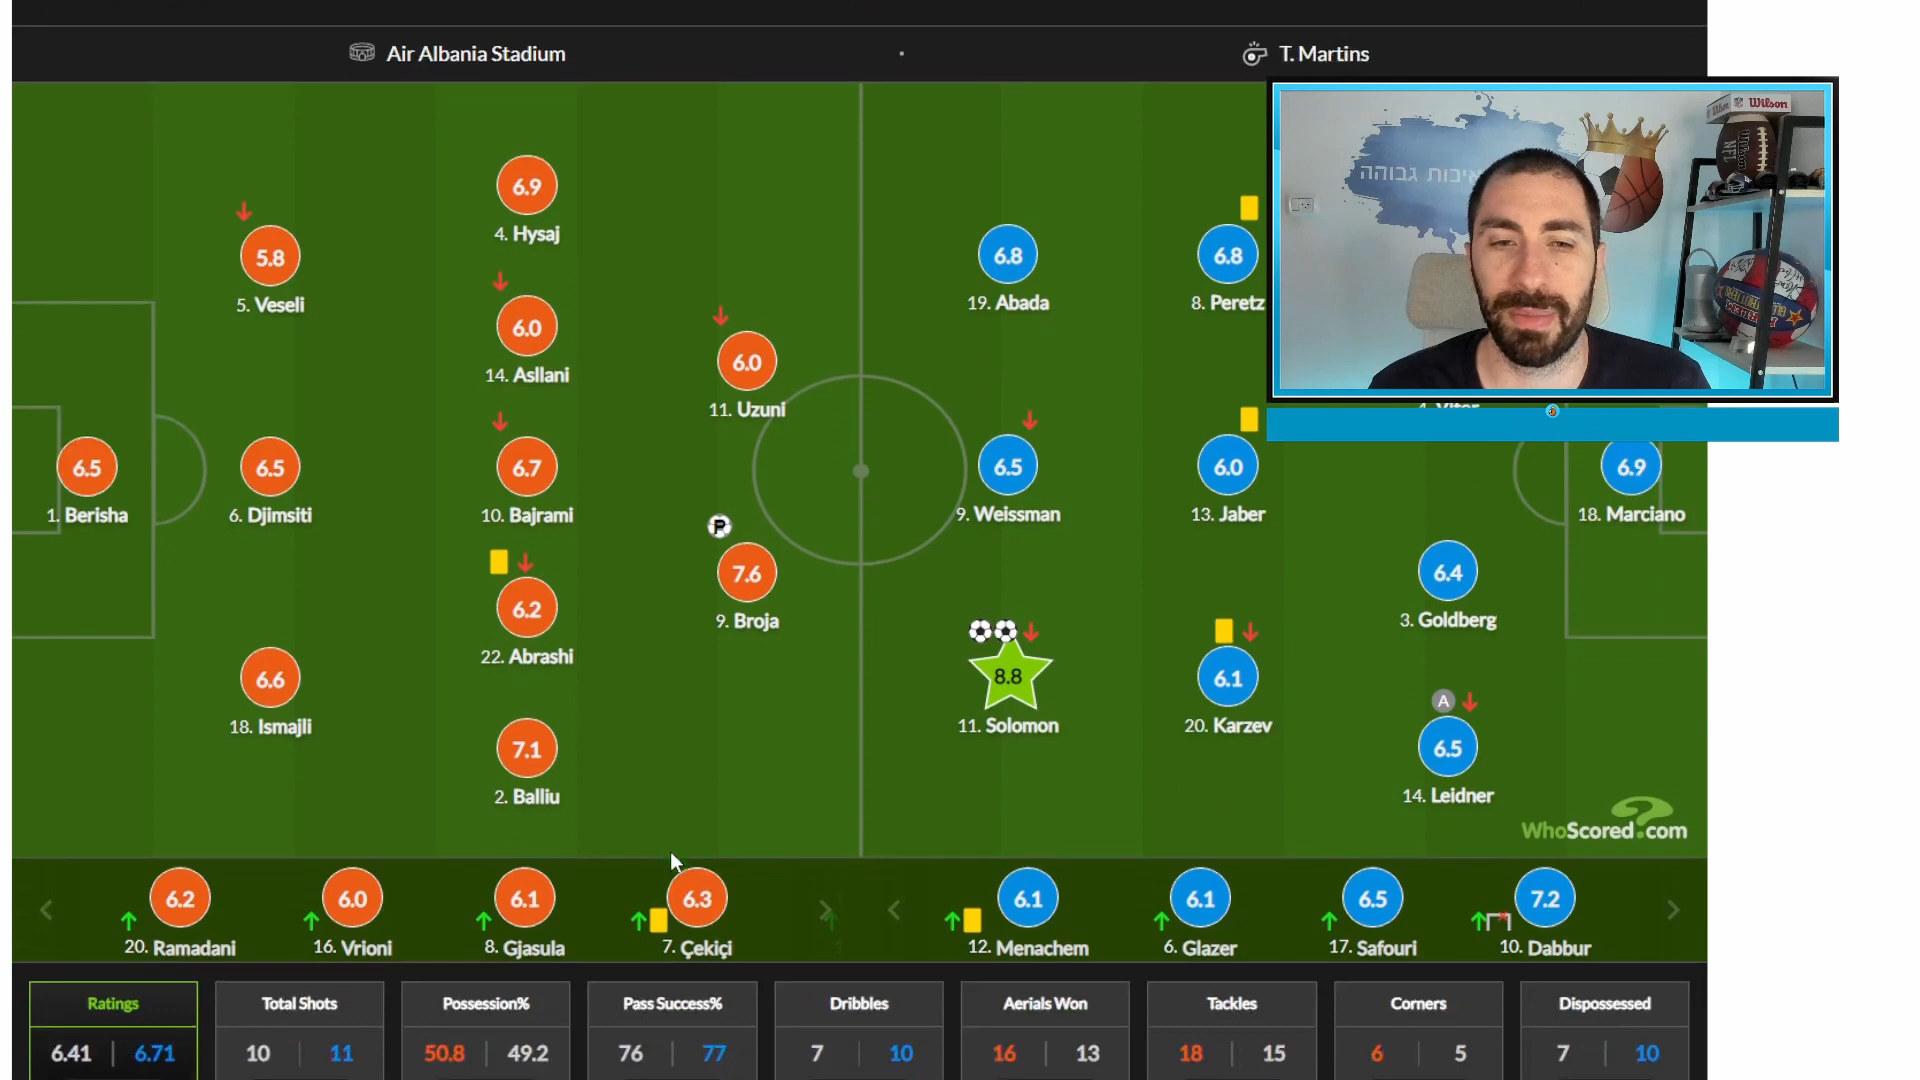 Air Albania Stadium
T. Martins
Wilson
NFL
איכות גבוהה
6.9
4. Hysaj
5.8
5. Veseli
6.0
14. Asllani
6.0
11. Uzuni
6.5
1. Berisha
6.5
6. Djimsiti
6.7
10. Bajrami
P
7.6
9. Broja
6.2
22. Abrashi
6.6
18. Ismajli
7.1
2. Balliu
6.8
19. Abada
6.8
8. Peretz
6.5
9. Weissman
6.0
13. Jaber
6.9
18. Marciano
6.4
3. Goldberg
8.8
11. Solomon
6.1
20. Karzev
A
6.5
14. Leidner
WhoScored.com
6.2
20. Ramadani
6.0
16. Vrioni
6.1
8. Gjasula
6.3
7. Çekiçi
6.1
12. Menachem
6.1
6. Glazer
6.5
17. Safouri
7.2
10. Dabbur
Ratings
6.41 6.71
Total Shots
10 11
Possession%
50.8 49.2
Pass Success%
76 77
Dribbles
7 10
Aerials Won
16 13
Tackles
18 15
Corners
6 5
Dispossessed
7 10